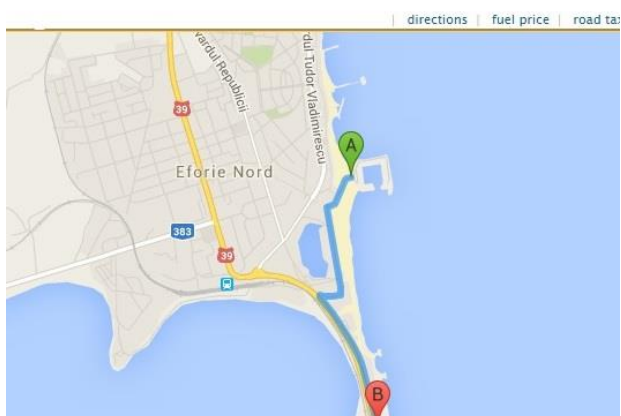 | directions | fuel price | road tax
vardul Republicii
dul Tudor Vladimirescu
39
A
Eforie Nord
383
39
B